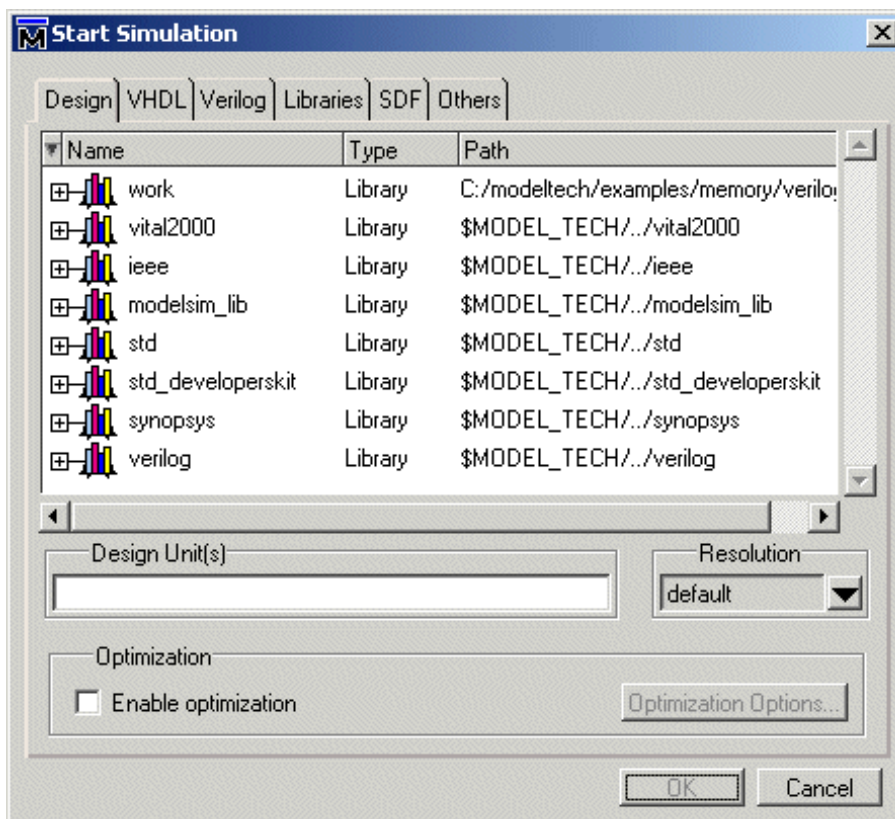 Start Simulation
Design VHDL Verilog Libraries SDF Others
Name Type Path
work Library C:/modeltech/examples/memory/verilog
vital2000 Library $MODEL_TECH/../vital2000
ieee Library $MODEL_TECH/../ieee
modelsim_lib Library $MODEL_TECH/../modelsim_lib
std Library $MODEL_TECH/../std
std_developerskit Library $MODEL_TECH/../std_developerskit
synopsys Library $MODEL_TECH/../synopsys
verilog Library $MODEL_TECH/../verilog
Design Unit(s) Resolution
default
Optimization
Enable optimization Optimization Options...
OK Cancel